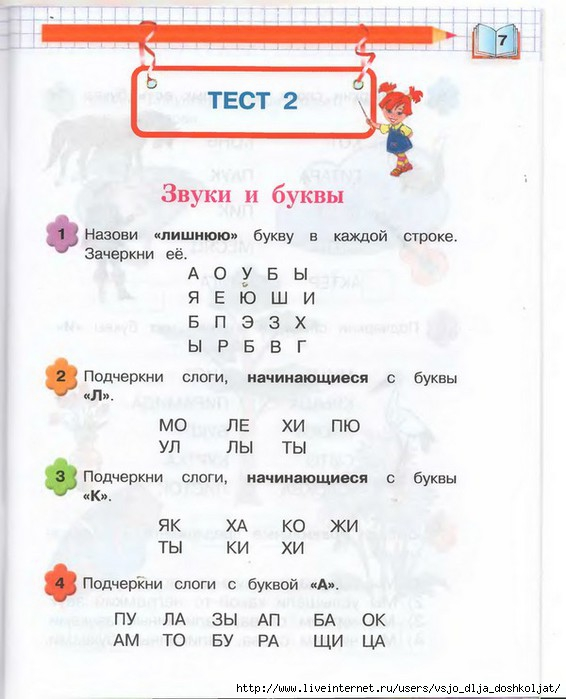 7
ТЕСТ 2
Звуки и буквы
1 Назови «лишнюю» букву в каждой строке.
Зачеркни её.
А О У Б Ы
Я Е Ю Ш И
Б П Э З Х
Ы Р Б В Г
2 Подчеркни слоги, начинающиеся с буквы
«Л».
МО ЛЕ ХИ ПЮ
УЛ ЛЫ ТЫ
3 Подчеркни слоги, начинающиеся с буквы
«К».
ЯК ХА КО ЖИ
ТЫ КИ ХИ
4 Подчеркни слоги с буквой «А».
ПУ ЛА ЗЫ АП БА ОК
АМ ТО БУ РА ЩИ ЦА
http://www.liveinternet.ru/users/vsjo_dlja_doshkoljat/